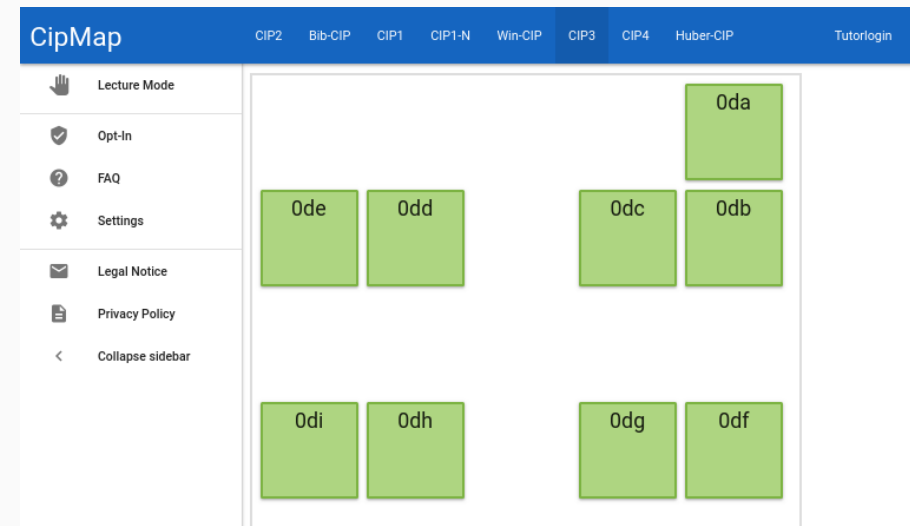 CipMap
CIP2 Bib-CIP CIP1 CIP1-N Win-CIP CIP3 CIP4 Huber-CIP Tutorlogin
Lecture Mode
Opt-In
FAQ
Settings
Legal Notice
Privacy Policy
Collapse sidebar
0da
0de 0dd 0dc 0db
0di 0dh 0dg 0df